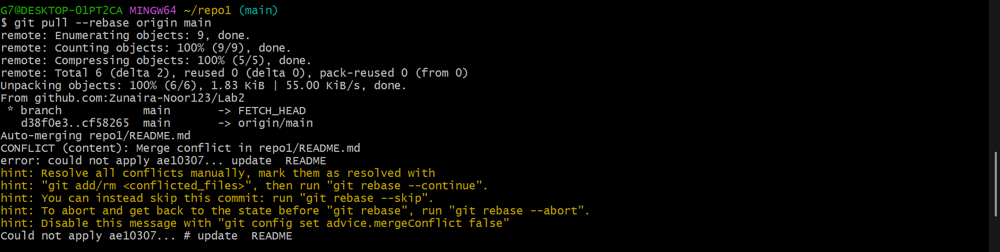 G7@DESKTOP-01PT2CA MINGW64 ~/repo1 (main)
$ git pull --rebase origin main
remote: Enumerating objects: 9, done.
remote: Counting objects: 100% (9/9), done.
remote: Compressing objects: 100% (5/5), done.
remote: Total 6 (delta 2), reused 0 (delta 0), pack-reused 0 (from 0)
Unpacking objects: 100% (6/6), 1.83 KiB | 55.00 KiB/s, done.
From github.com:Zunaira-Noor123/Lab2
 * branch            main       -> FETCH_HEAD
   d38f0e3..cf58265  main       -> origin/main
Auto-merging repo1/README.md
CONFLICT (content): Merge conflict in repo1/README.md
error: could not apply ae10307... update  README
hint: Resolve all conflicts manually, mark them as resolved with
hint: "git add/rm <conflicted_files>", then run "git rebase --continue".
hint: You can instead skip this commit: run "git rebase --skip".
hint: To abort and get back to the state before "git rebase", run "git rebase --abort".
hint: Disable this message with "git config set advice.mergeConflict false"
Could not apply ae10307... # update  README